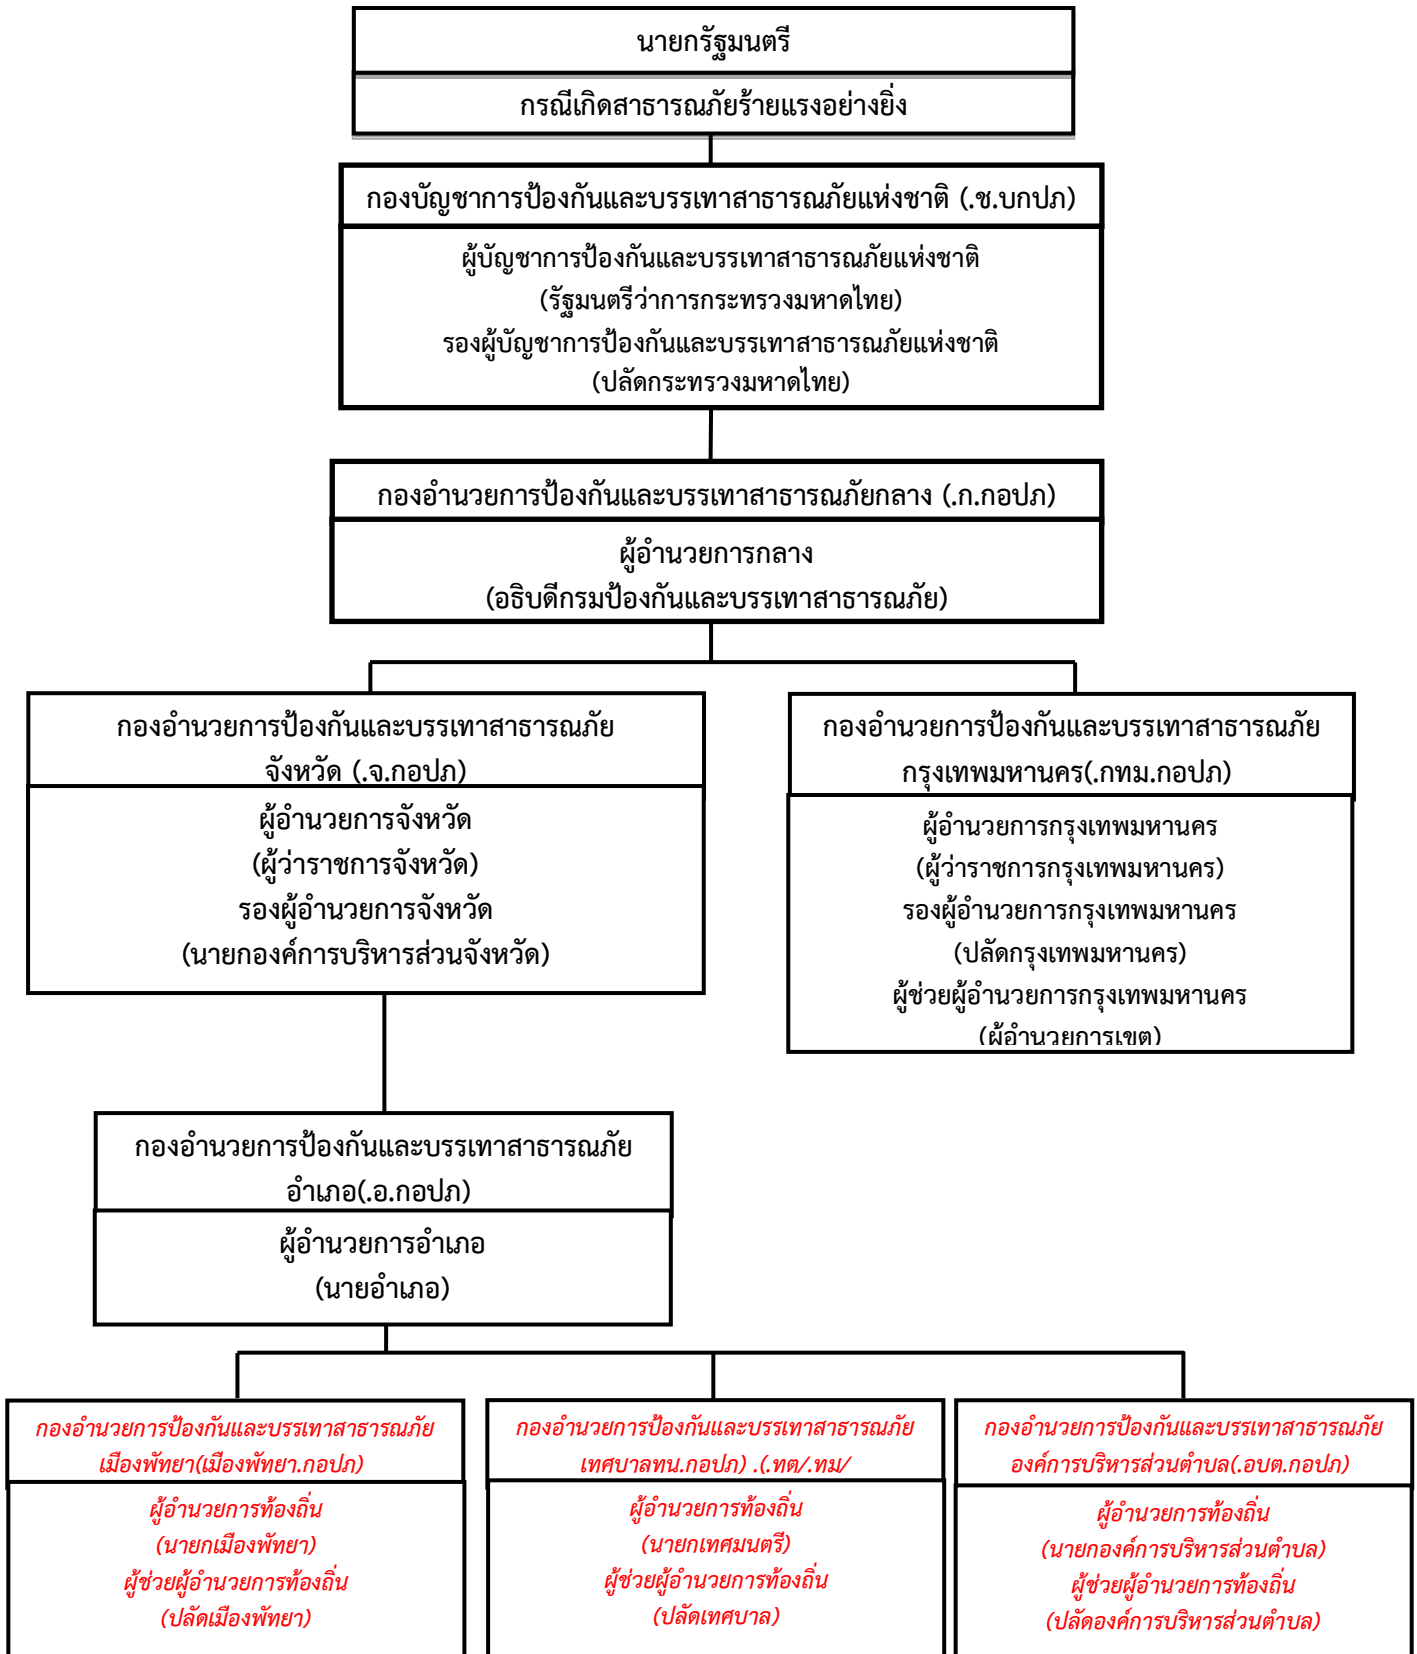 นายกรัฐมนตรี
กรณีเกิดสาธารณภัยร้ายแรงอย่างยิ่ง
กองบัญชาการป้องกันและบรรเทาสาธารณภัยแห่งชาติ (.ช.บกปภ)
ผู้บัญชาการป้องกันและบรรเทาสาธารณภัยแห่งชาติ
(รัฐมนตรีว่าการกระทรวงมหาดไทย)
รองผู้บัญชาการป้องกันและบรรเทาสาธารณภัยแห่งชาติ
(ปลัดกระทรวงมหาดไทย)
กองอำนวยการป้องกันและบรรเทาสาธารณภัยกลาง (.ก.กอปภ)
ผู้อำนวยการกลาง
(อธิบดีกรมป้องกันและบรรเทาสาธารณภัย)
กองอำนวยการป้องกันและบรรเทาสาธารณภัย
จังหวัด (.จ.กอปภ)
ผู้อำนวยการจังหวัด
(ผู้ว่าราชการจังหวัด)
รองผู้อำนวยการจังหวัด
(นายกองค์การบริหารส่วนจังหวัด)
กองอำนวยการป้องกันและบรรเทาสาธารณภัย
กรุงเทพมหานคร(.กทม.กอปภ)
ผู้อำนวยการกรุงเทพมหานคร
(ผู้ว่าราชการกรุงเทพมหานคร)
รองผู้อำนวยการกรุงเทพมหานคร
(ปลัดกรุงเทพมหานคร)
ผู้ช่วยผู้อำนวยการกรุงเทพมหานคร
(ผู้อำนวยการเขต)
กองอำนวยการป้องกันและบรรเทาสาธารณภัย
อำเภอ(.อ.กอปภ)
ผู้อำนวยการอำเภอ
(นายอำเภอ)
กองอำนวยการป้องกันและบรรเทาสาธารณภัย
เมืองพัทยา(เมืองพัทยา.กอปภ)
ผู้อำนวยการท้องถิ่น
(นายกเมืองพัทยา)
ผู้ช่วยผู้อำนวยการท้องถิ่น
(ปลัดเมืองพัทยา)
กองอำนวยการป้องกันและบรรเทาสาธารณภัย
เทศบาลทน.กอปภ) .(.ทต/.ทม/
ผู้อำนวยการท้องถิ่น
(นายกเทศมนตรี)
ผู้ช่วยผู้อำนวยการท้องถิ่น
(ปลัดเทศบาล)
กองอำนวยการป้องกันและบรรเทาสาธารณภัย
องค์การบริหารส่วนตำบล(.อบต.กอปภ)
ผู้อำนวยการท้องถิ่น
(นายกองค์การบริหารส่วนตำบล)
ผู้ช่วยผู้อำนวยการท้องถิ่น
(ปลัดองค์การบริหารส่วนตำบล)